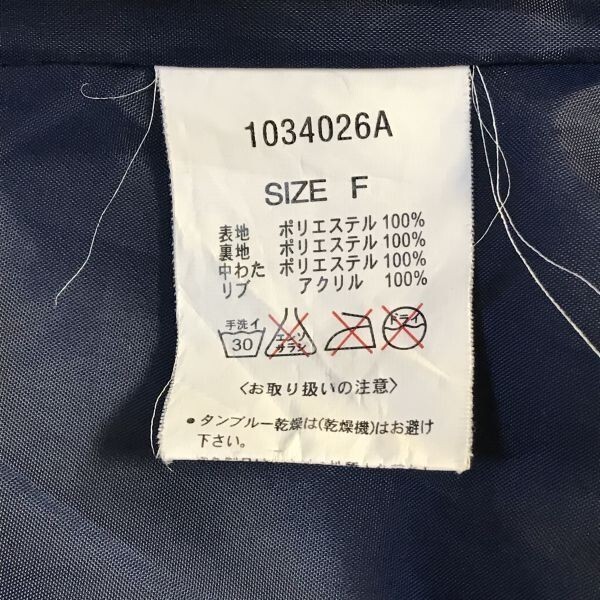 1034026A
SIZE F
表地 ポリエステル 100%
裏地 ポリエステル 100%
中わた ポリエステル 100%
リブ アクリル 100%
手洗イ 30 エンソ サラシ ドライ
〈お取り扱いの注意〉
•タンブルー乾燥は(乾燥機)はお避け
下さい。